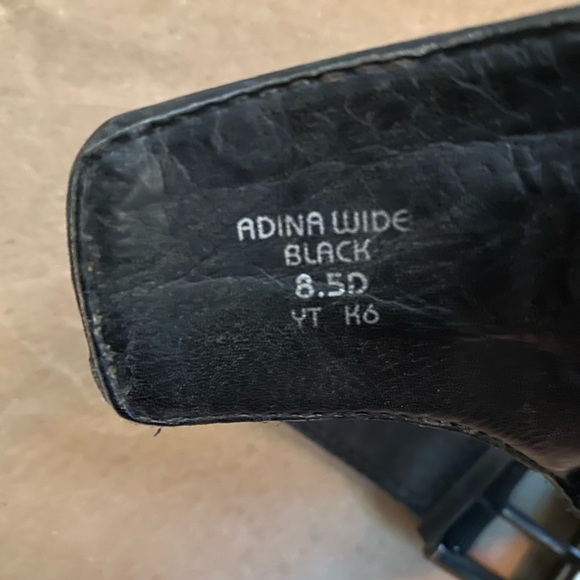 ADINA WIDE
BLACK
8.5D
YT K6